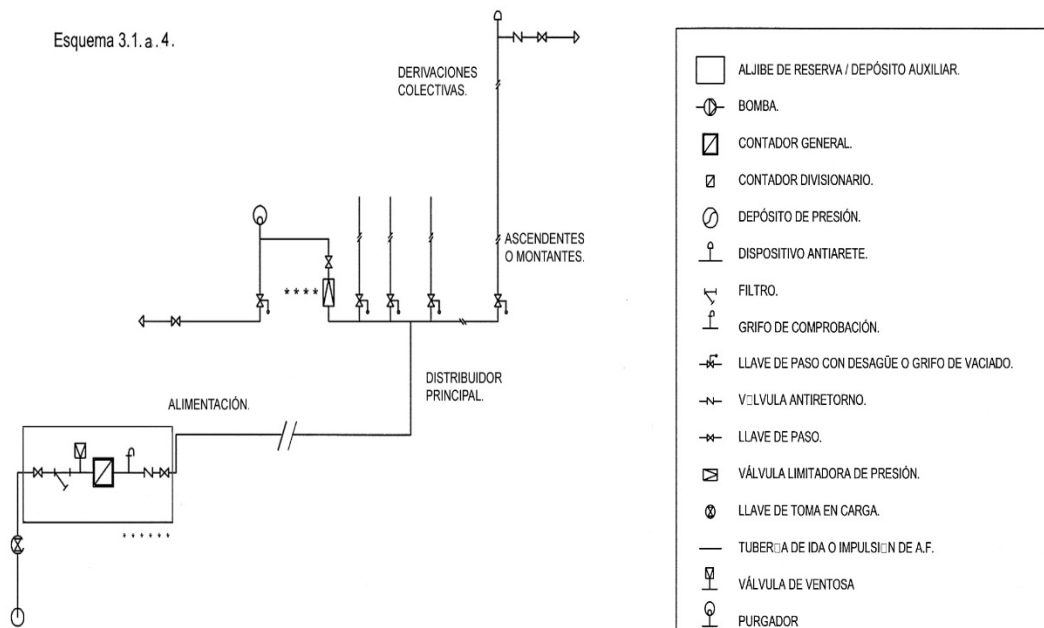 Esquema 3.1.a.4.
DERIVACIONES
COLECTIVAS.
ASCENDENTES
O MONTANTES.
* * * *
DISTRIBUIDOR
PRINCIPAL.
ALIMENTACIÓN.
* * * * * *
ALJIBE DE RESERVA / DEPÓSITO AUXILIAR.
BOMBA.
CONTADOR GENERAL.
CONTADOR DIVISIONARIO.
DEPÓSITO DE PRESIÓN.
DISPOSITIVO ANTIARETE.
FILTRO.
GRIFO DE COMPROBACIÓN.
LLAVE DE PASO CON DESAGÜE O GRIFO DE VACIADO.
V□LVULA ANTIRETORNO.
LLAVE DE PASO.
VÁLVULA LIMITADORA DE PRESIÓN.
LLAVE DE TOMA EN CARGA.
TUBER□A DE IDA O IMPULSI□N DE A.F.
VÁLVULA DE VENTOSA
PURGADOR